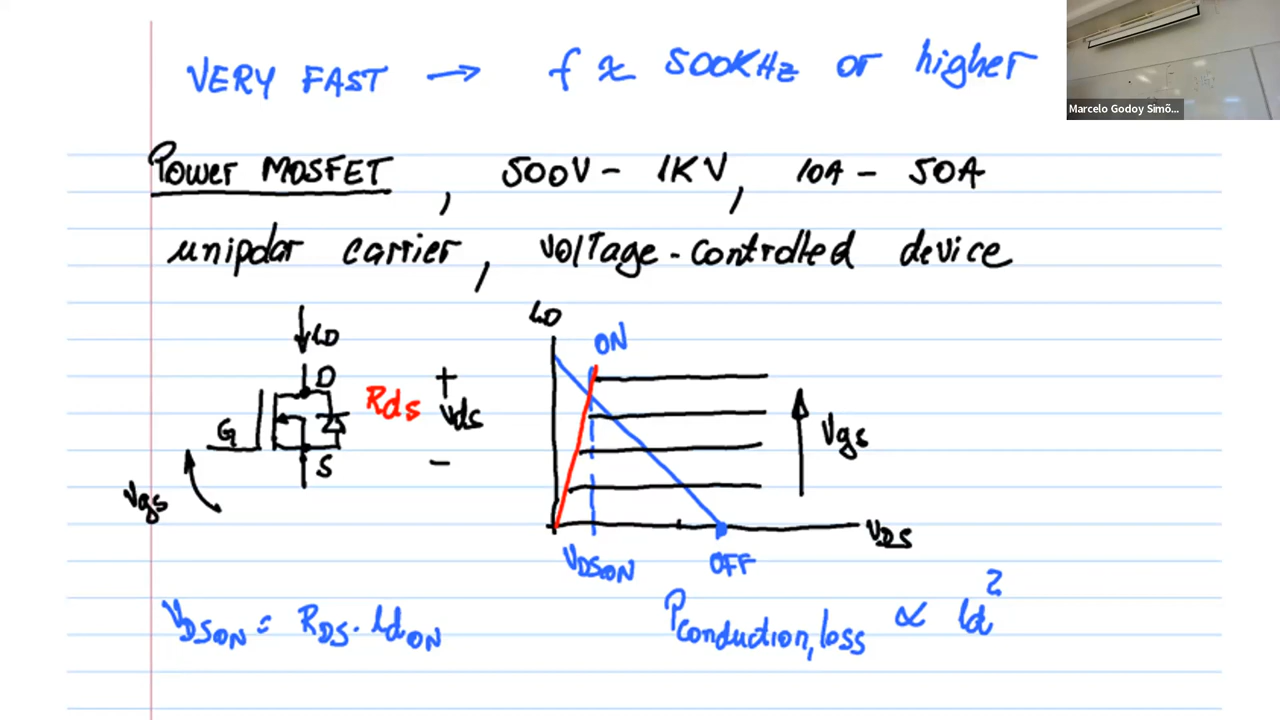 VERY FAST → f ≈ 500KHz or higher
Marcelo Godoy Simõ...
Power MOSFET, 500V - 1KV, 10A - 50A
unipolar carrier, voltage-controlled device
iD
ON
iD
D
Rds
+
Vds
-
G
S
Vgs
Vgs
VDS
VDSON
OFF
VDSON = RDS . idON
Pconduction,loss ∝ id²